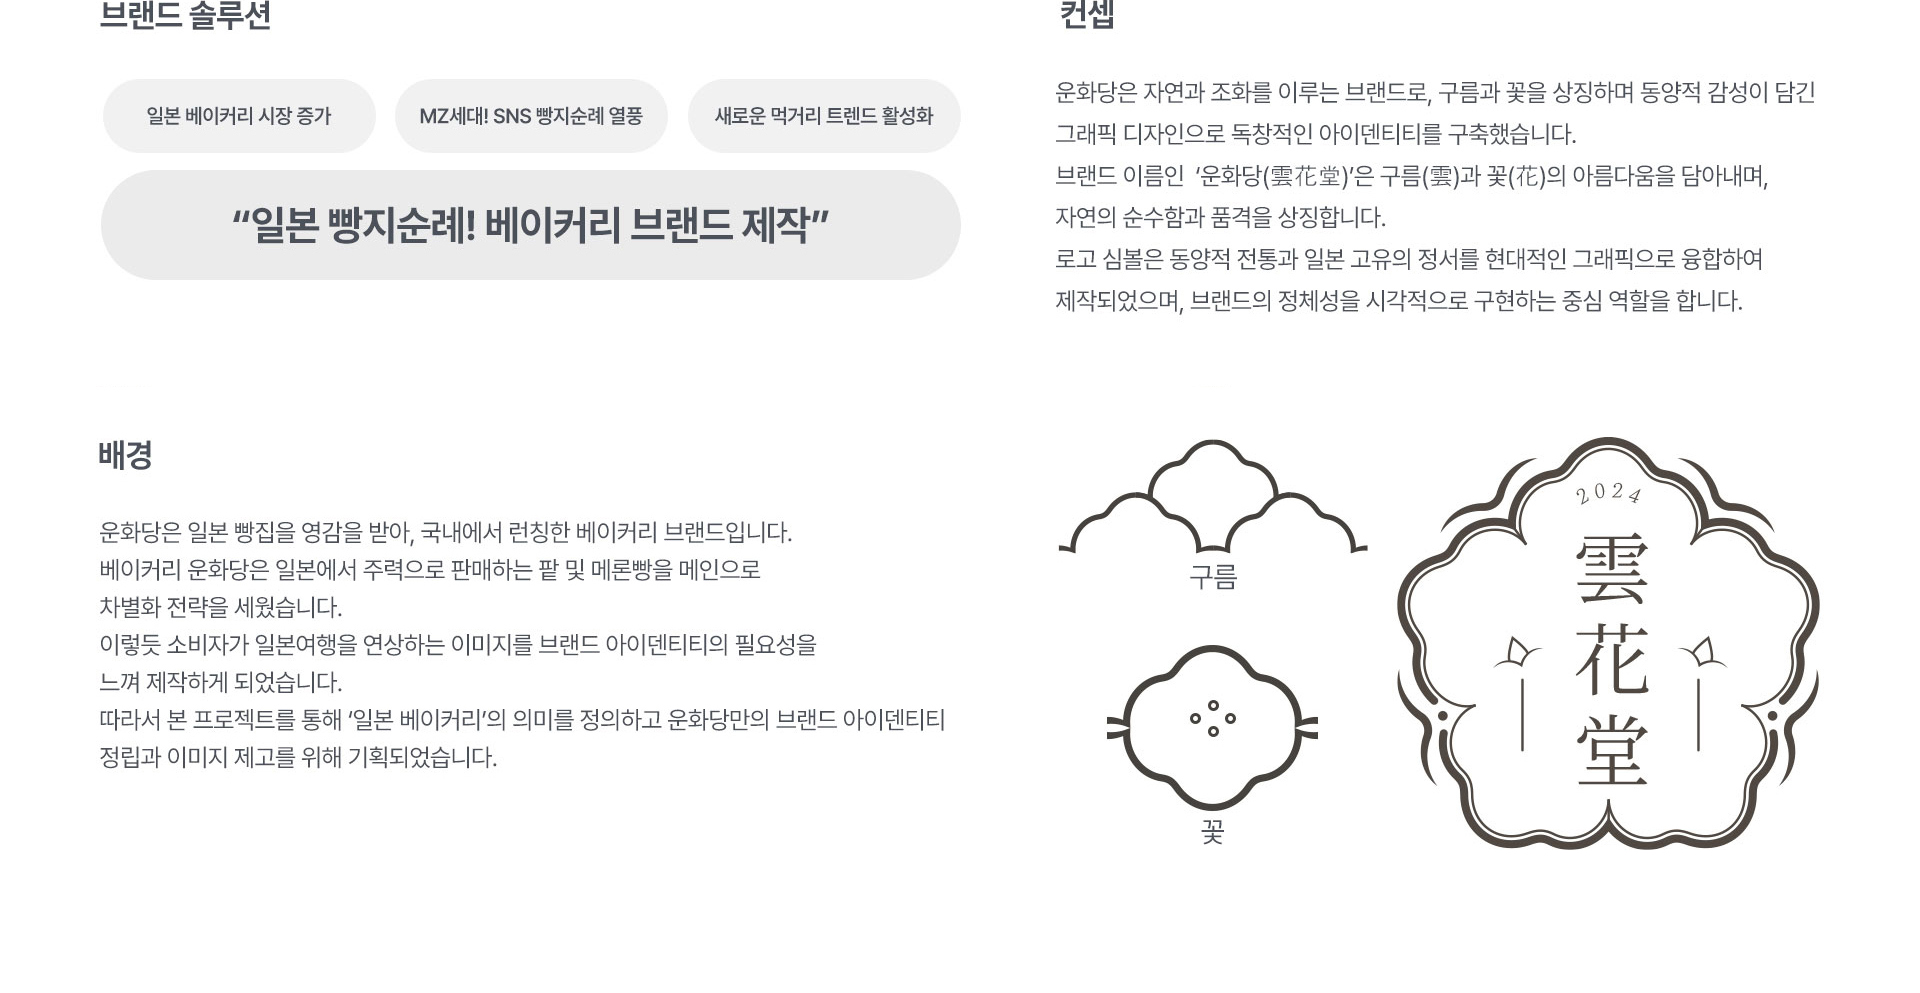 브랜드 솔루션
일본 베이커리 시장 증가
MZ세대! SNS 빵지순례 열풍
새로운 먹거리 트렌드 활성화
“일본 빵지순례! 베이커리 브랜드 제작”
배경
운화당은 일본 빵집을 영감을 받아, 국내에서 런칭한 베이커리 브랜드입니다.
베이커리 운화당은 일본에서 주력으로 판매하는 팥 및 메론빵을 메인으로
차별화 전략을 세웠습니다.
이렇듯 소비자가 일본여행을 연상하는 이미지를 브랜드 아이덴티티의 필요성을
느껴 제작하게 되었습니다.
따라서 본 프로젝트를 통해 ‘일본 베이커리’의 의미를 정의하고 운화당만의 브랜드 아이덴티티
정립과 이미지 제고를 위해 기획되었습니다.
컨셉
운화당은 자연과 조화를 이루는 브랜드로, 구름과 꽃을 상징하며 동양적 감성이 담긴
그래픽 디자인으로 독창적인 아이덴티티를 구축했습니다.
브랜드 이름인 ‘운화당(雲花堂)’은 구름(雲)과 꽃(花)의 아름다움을 담아내며,
자연의 순수함과 품격을 상징합니다.
로고 심볼은 동양적 전통과 일본 고유의 정서를 현대적인 그래픽으로 융합하여
제작되었으며, 브랜드의 정체성을 시각적으로 구현하는 중심 역할을 합니다.
구름
꽃
2024
雲花堂